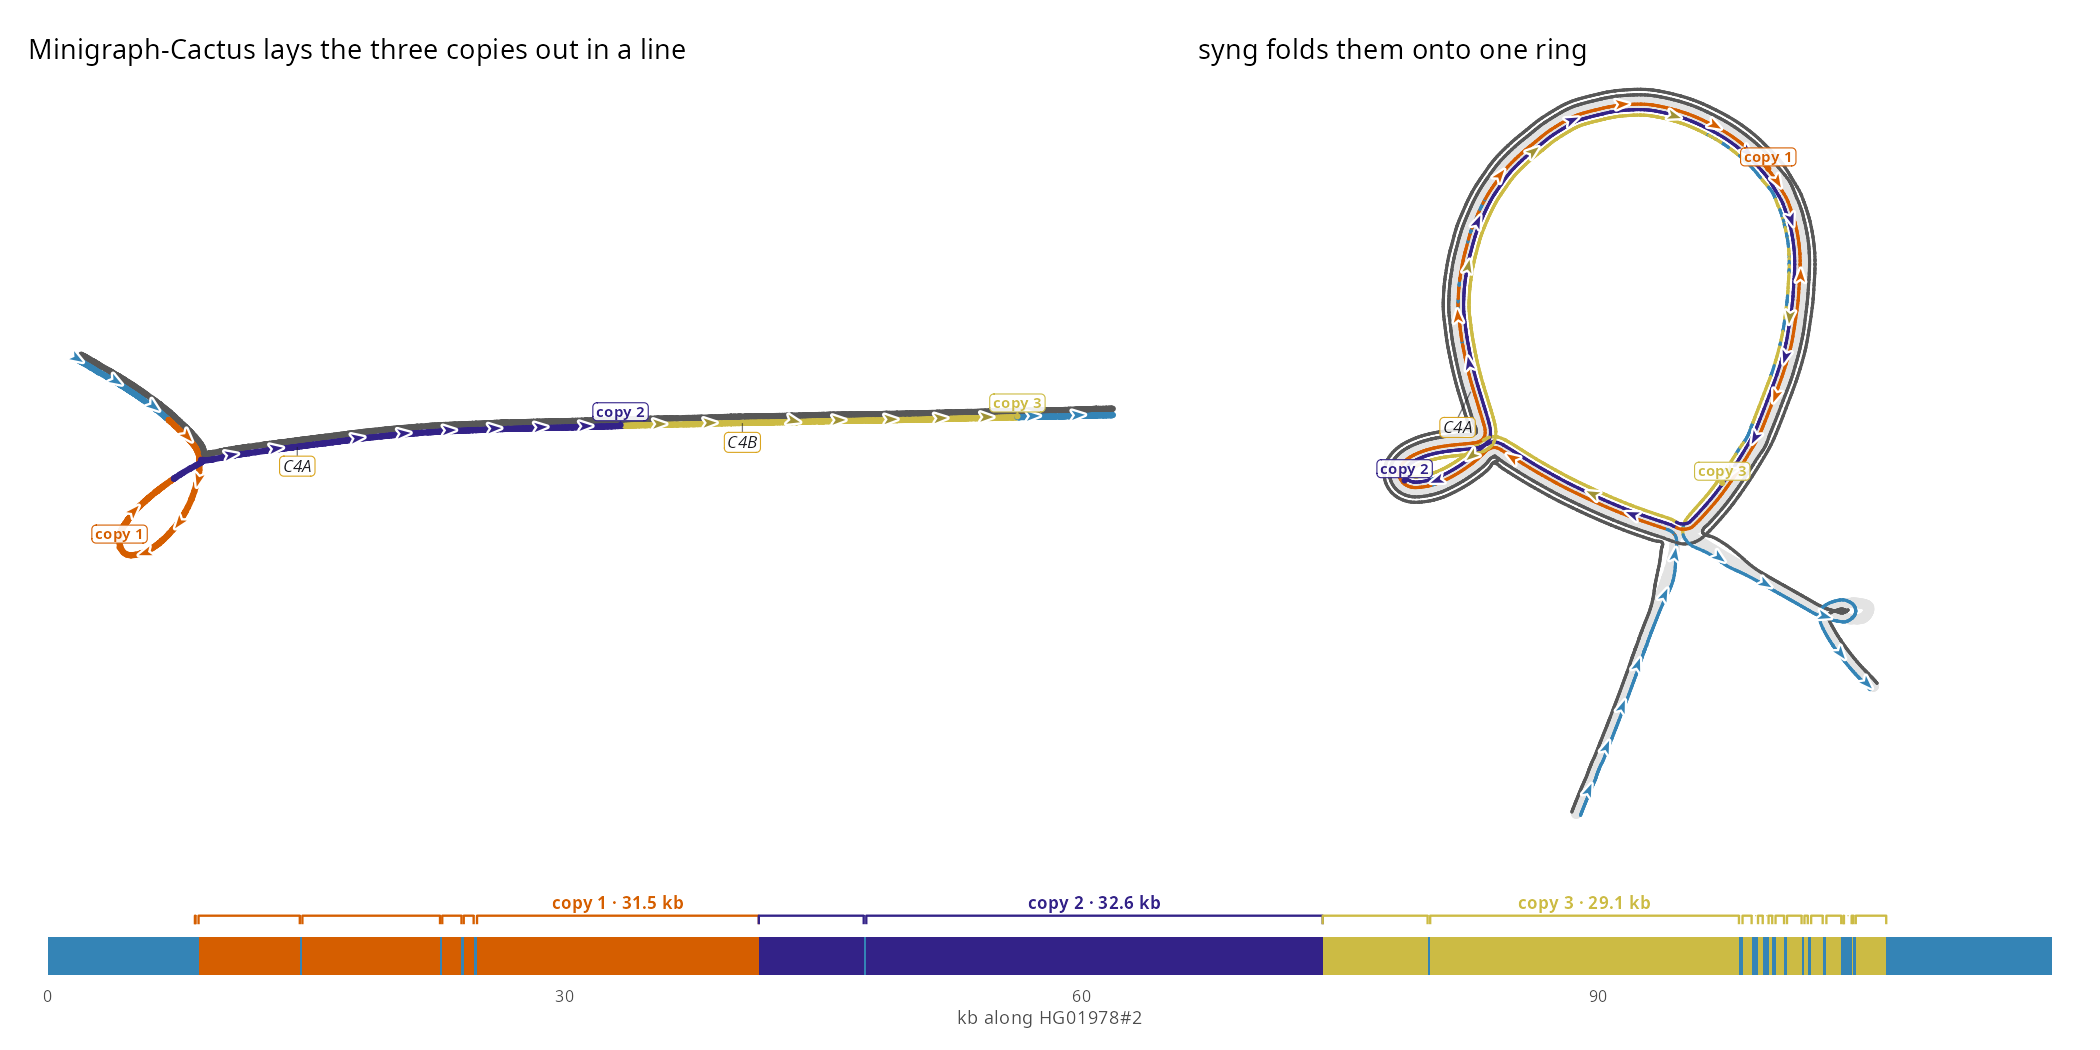 Minigraph-Cactus lays the three copies out in a line
syng folds them onto one ring
copy 1
copy 2
copy 3
C4A
C4B
copy 1
copy 2
copy 3
C4A
copy 1 · 31.5 kb
copy 2 · 32.6 kb
copy 3 · 29.1 kb
0
30
60
90
kb along HG01978#2